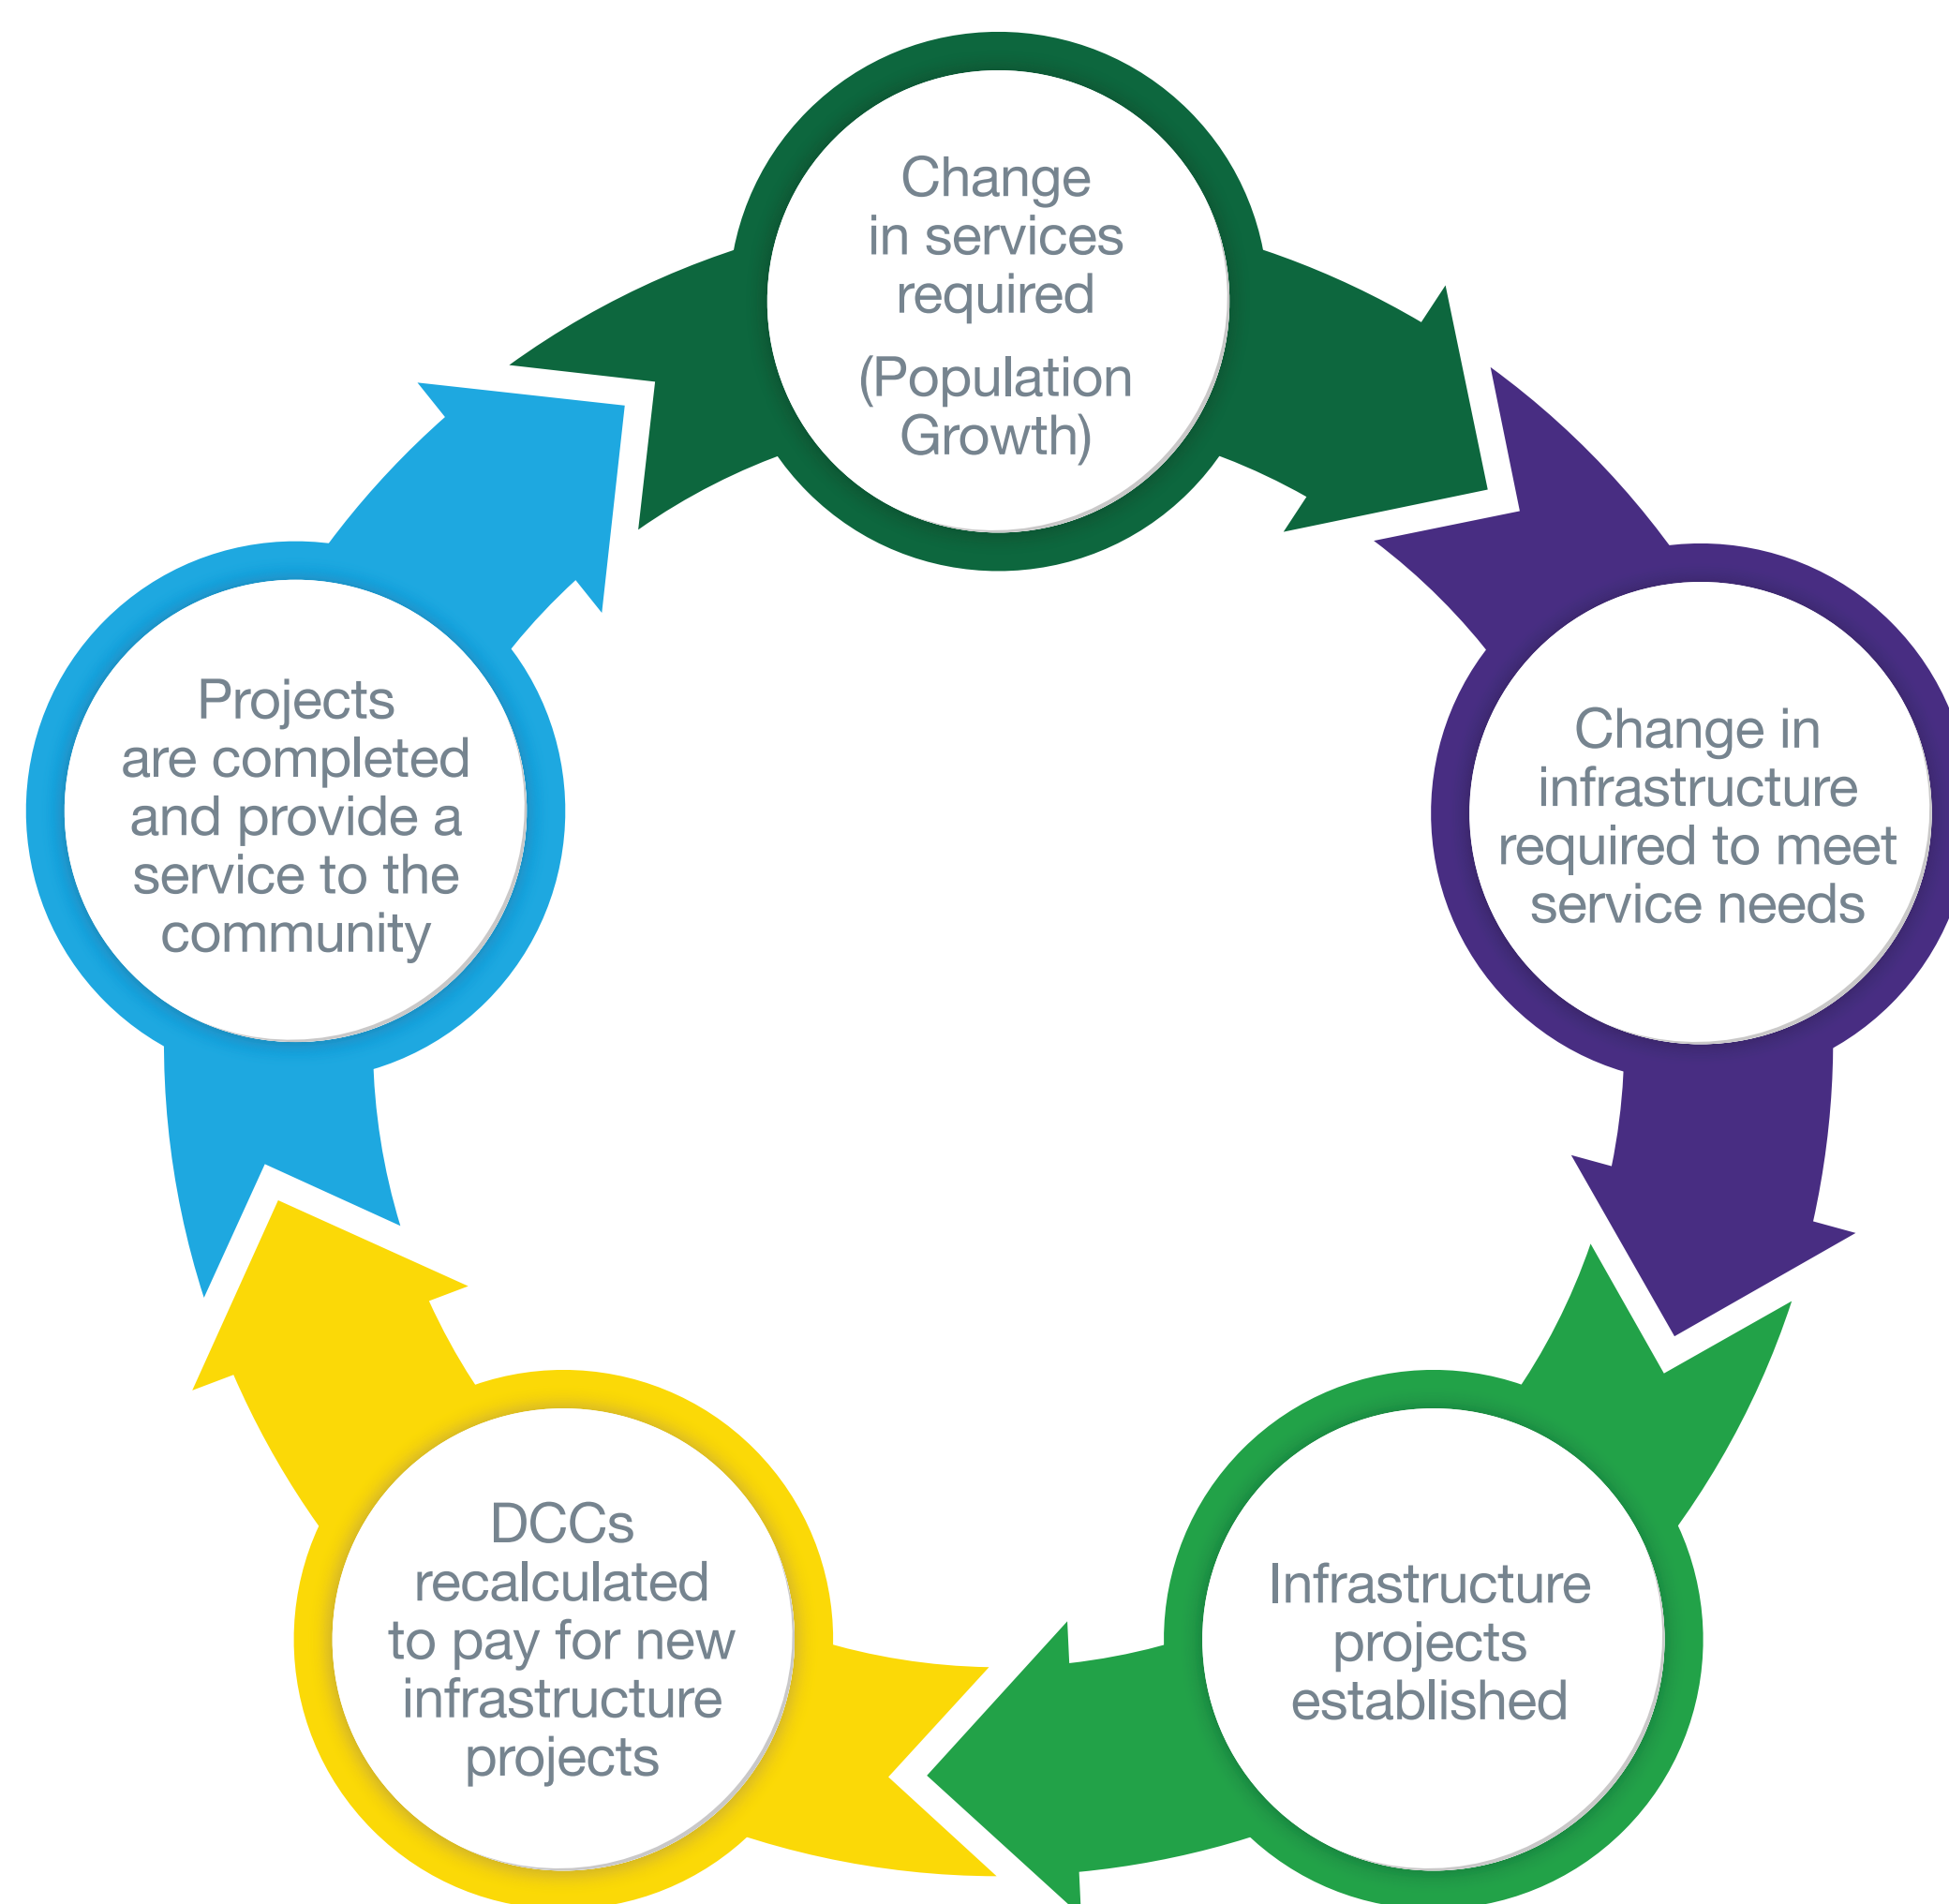 Change
in services
required
(Population
Growth)
Change in
infrastructure
required to meet
service needs
Infrastructure
projects
established
DCCs
recalculated
to pay for new
infrastructure
projects
Projects
are completed
and provide a
service to the
community